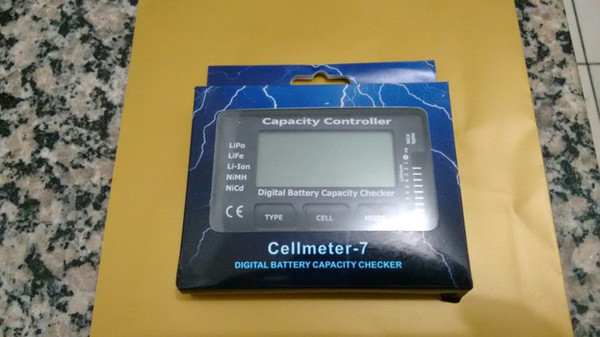 Capacity Controller
LiPo
LiFe
Li-Ion
NiMH
NiCd
Digital Battery Capacity Checker
CE
TYPE
CELL
Cellmeter-7
DIGITAL BATTERY CAPACITY CHECKER